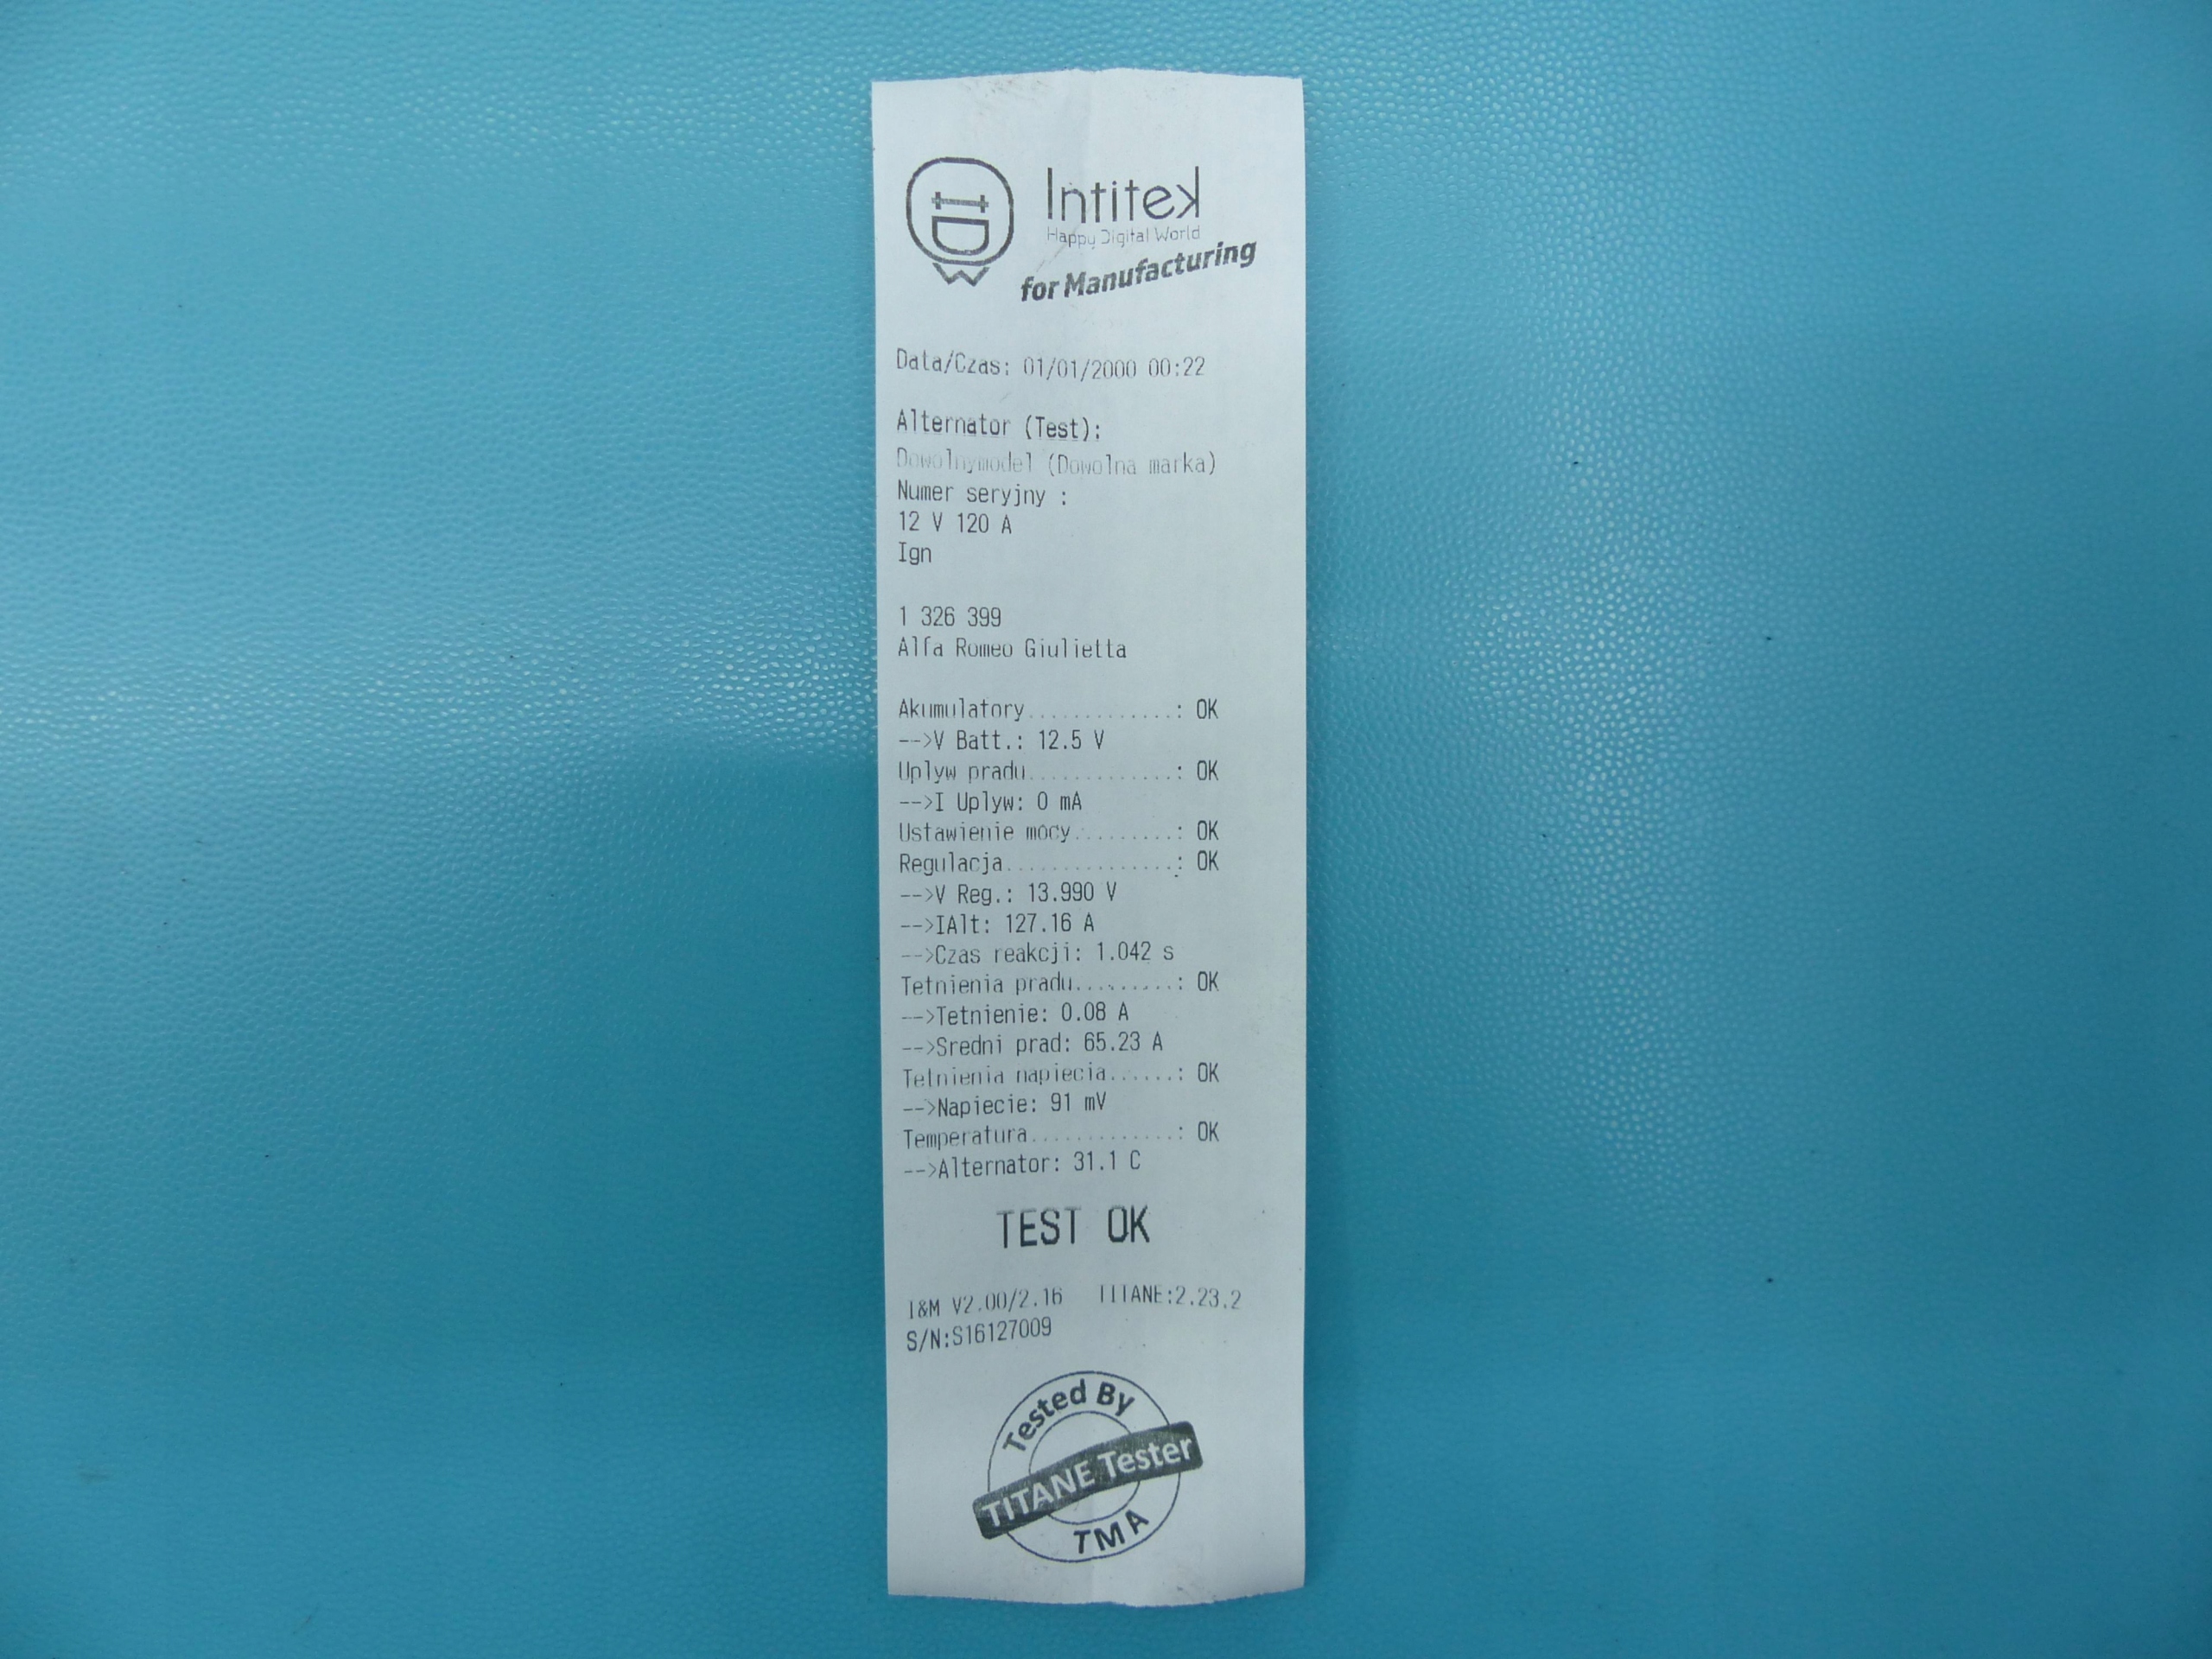 Intitek
Happy Digital World
for Manufacturing
Data/Czas: 01/01/2000 00:22
Alternator (Test):
Dowolnymodel (Dowolna marka)
Numer seryjny :
12 V 120 A
Ign
1 326 399
Alfa Romeo Giulietta
Akumulatory.............: OK
-->V Batt.: 12.5 V
Uplyw pradu.............: OK
-->I Uplyw: 0 mA
Ustawienie mocy.........: OK
Regulacja...............: OK
-->V Reg.: 13.990 V
-->IAlt: 127.16 A
-->Czas reakcji: 1.042 s
Tetnienia pradu.........: OK
-->Tetnienie: 0.08 A
-->Sredni prad: 65.23 A
Tetnienia napiecia......: OK
-->Napiecie: 91 mV
Temperatura.............: OK
-->Alternator: 31.1 C
TEST OK
I&M V2.00/2.16 TITANE:2.23.2
S/N:S16127009
Tested By
TITANE Tester
TMA